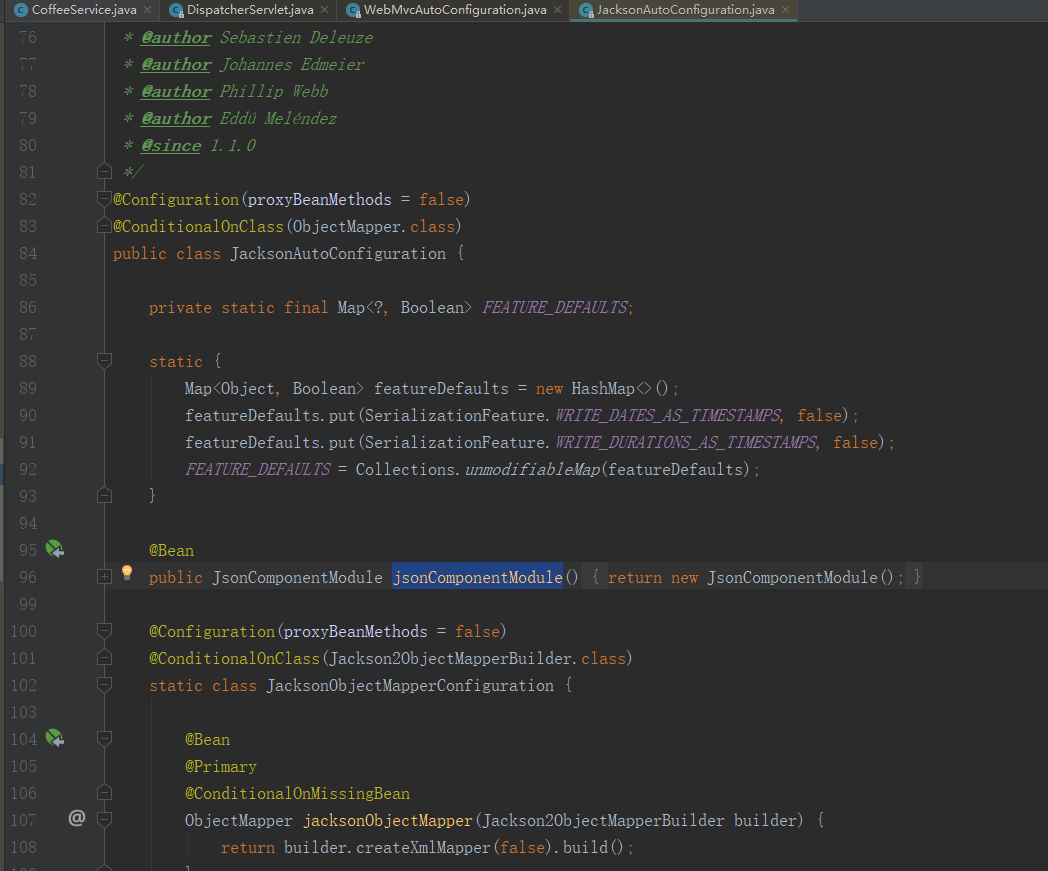 CoffeeService.java × DispatcherServlet.java × WebMvcAutoConfiguration.java × JacksonAutoConfiguration.java ×
76 * @author Sebastien Deleuze
77 * @author Johannes Edmeier
78 * @author Phillip Webb
79 * @author Eddú Meléndez
80 * @since 1.1.0
81 */
82 @Configuration(proxyBeanMethods = false)
83 @ConditionalOnClass(ObjectMapper.class)
84 public class JacksonAutoConfiguration {
85
86 private static final Map<?, Boolean> FEATURE_DEFAULTS;
87
88 static {
89 Map<Object, Boolean> featureDefaults = new HashMap<>();
90 featureDefaults.put(SerializationFeature.WRITE_DATES_AS_TIMESTAMPS, false);
91 featureDefaults.put(SerializationFeature.WRITE_DURATIONS_AS_TIMESTAMPS, false);
92 FEATURE_DEFAULTS = Collections.unmodifiableMap(featureDefaults);
93 }
94
95 @Bean
96 public JsonComponentModule jsonComponentModule() { return new JsonComponentModule(); }
99
100 @Configuration(proxyBeanMethods = false)
101 @ConditionalOnClass(Jackson2ObjectMapperBuilder.class)
102 static class JacksonObjectMapperConfiguration {
103
104 @Bean
105 @Primary
106 @ConditionalOnMissingBean
107 @ ObjectMapper jacksonObjectMapper(Jackson2ObjectMapperBuilder builder) {
108 return builder.createXmlMapper(false).build();